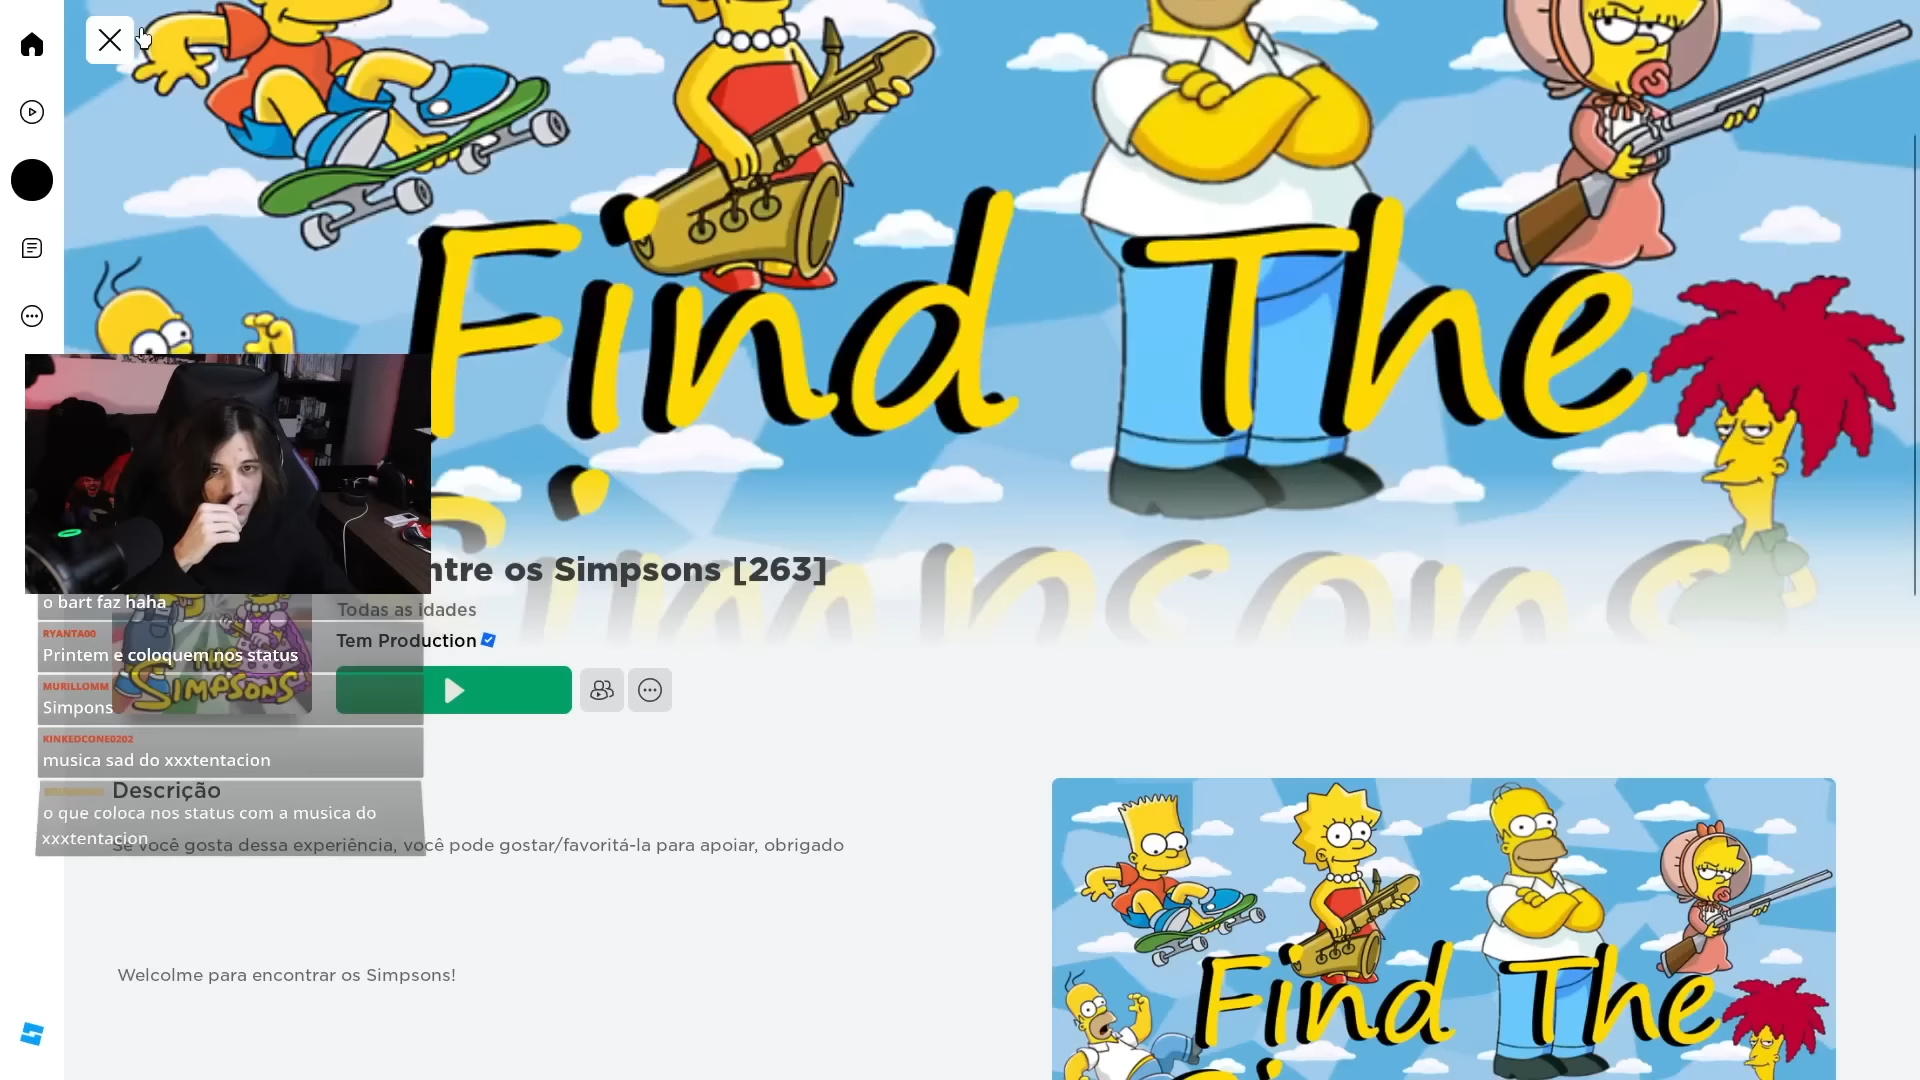 Find The
Simpsons
ntre os Simpsons [263]
Todas as idades
Tem Production
o bart faz haha
RYANTA00
Printem e coloquem nos status
MURILLOMM
Simpons
SIMPSONS
KINKEDCONE0202
musica sad do xxxtentacion
Descrição
o que coloca nos status com a musica do
xxxtentacion
Se você gosta dessa experiência, você pode gostar/favoritá-la para apoiar, obrigado
Welcolme para encontrar os Simpsons!
Find The